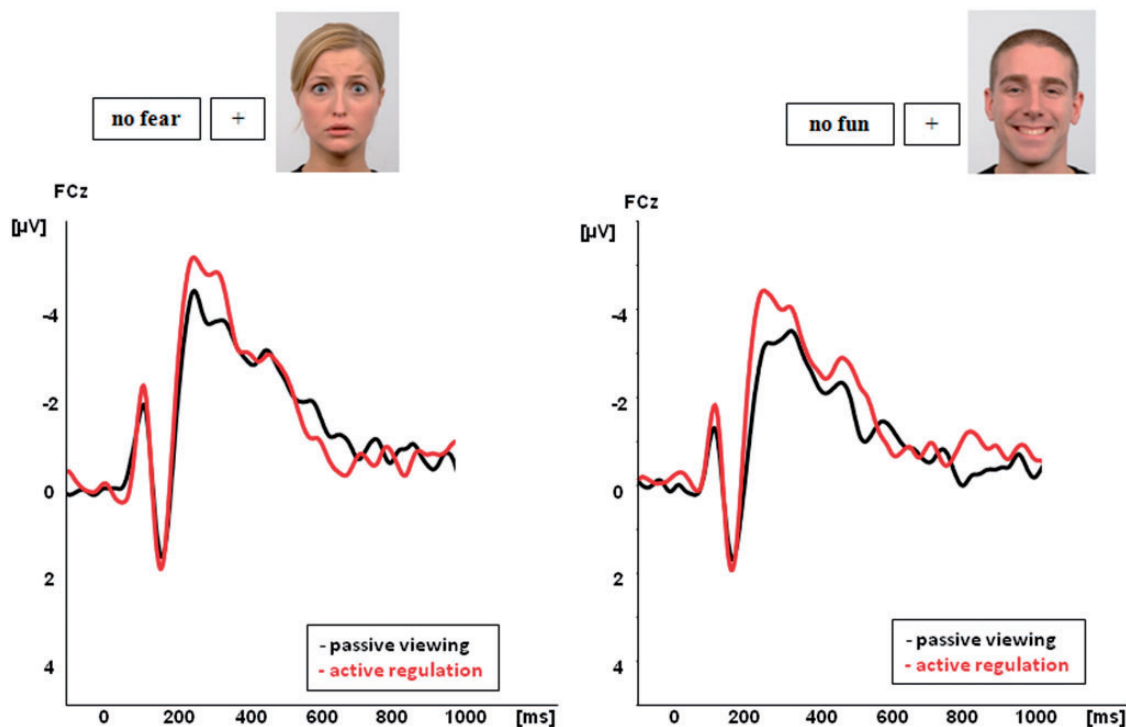 no fear
+
no fun
+
FCz
[µV]
-4
-2
0
2
4
0 200 400 600 800 1000 [ms]
- passive viewing
- active regulation
FCz
[µV]
-4
-2
0
2
4
0 200 400 600 800 1000 [ms]
- passive viewing
- active regulation